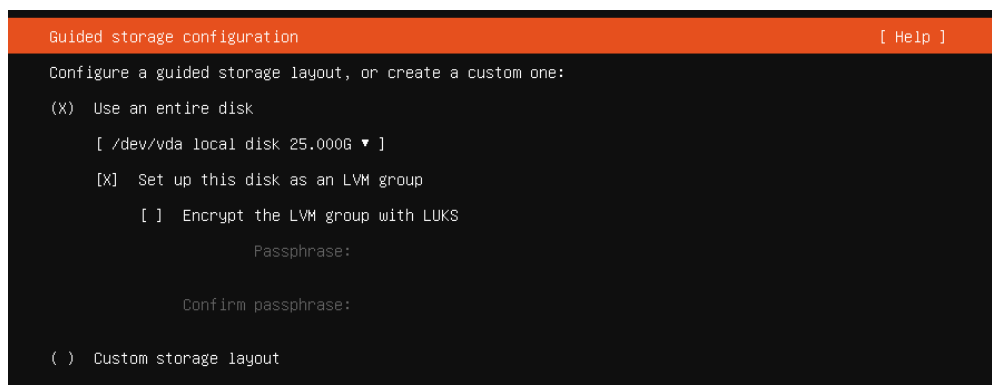 Guided storage configuration [ Help ]
Configure a guided storage layout, or create a custom one:
(X) Use an entire disk
[ /dev/vda local disk 25.000G ▾ ]
[X] Set up this disk as an LVM group
[ ] Encrypt the LVM group with LUKS
Passphrase:
Confirm passphrase:
( ) Custom storage layout